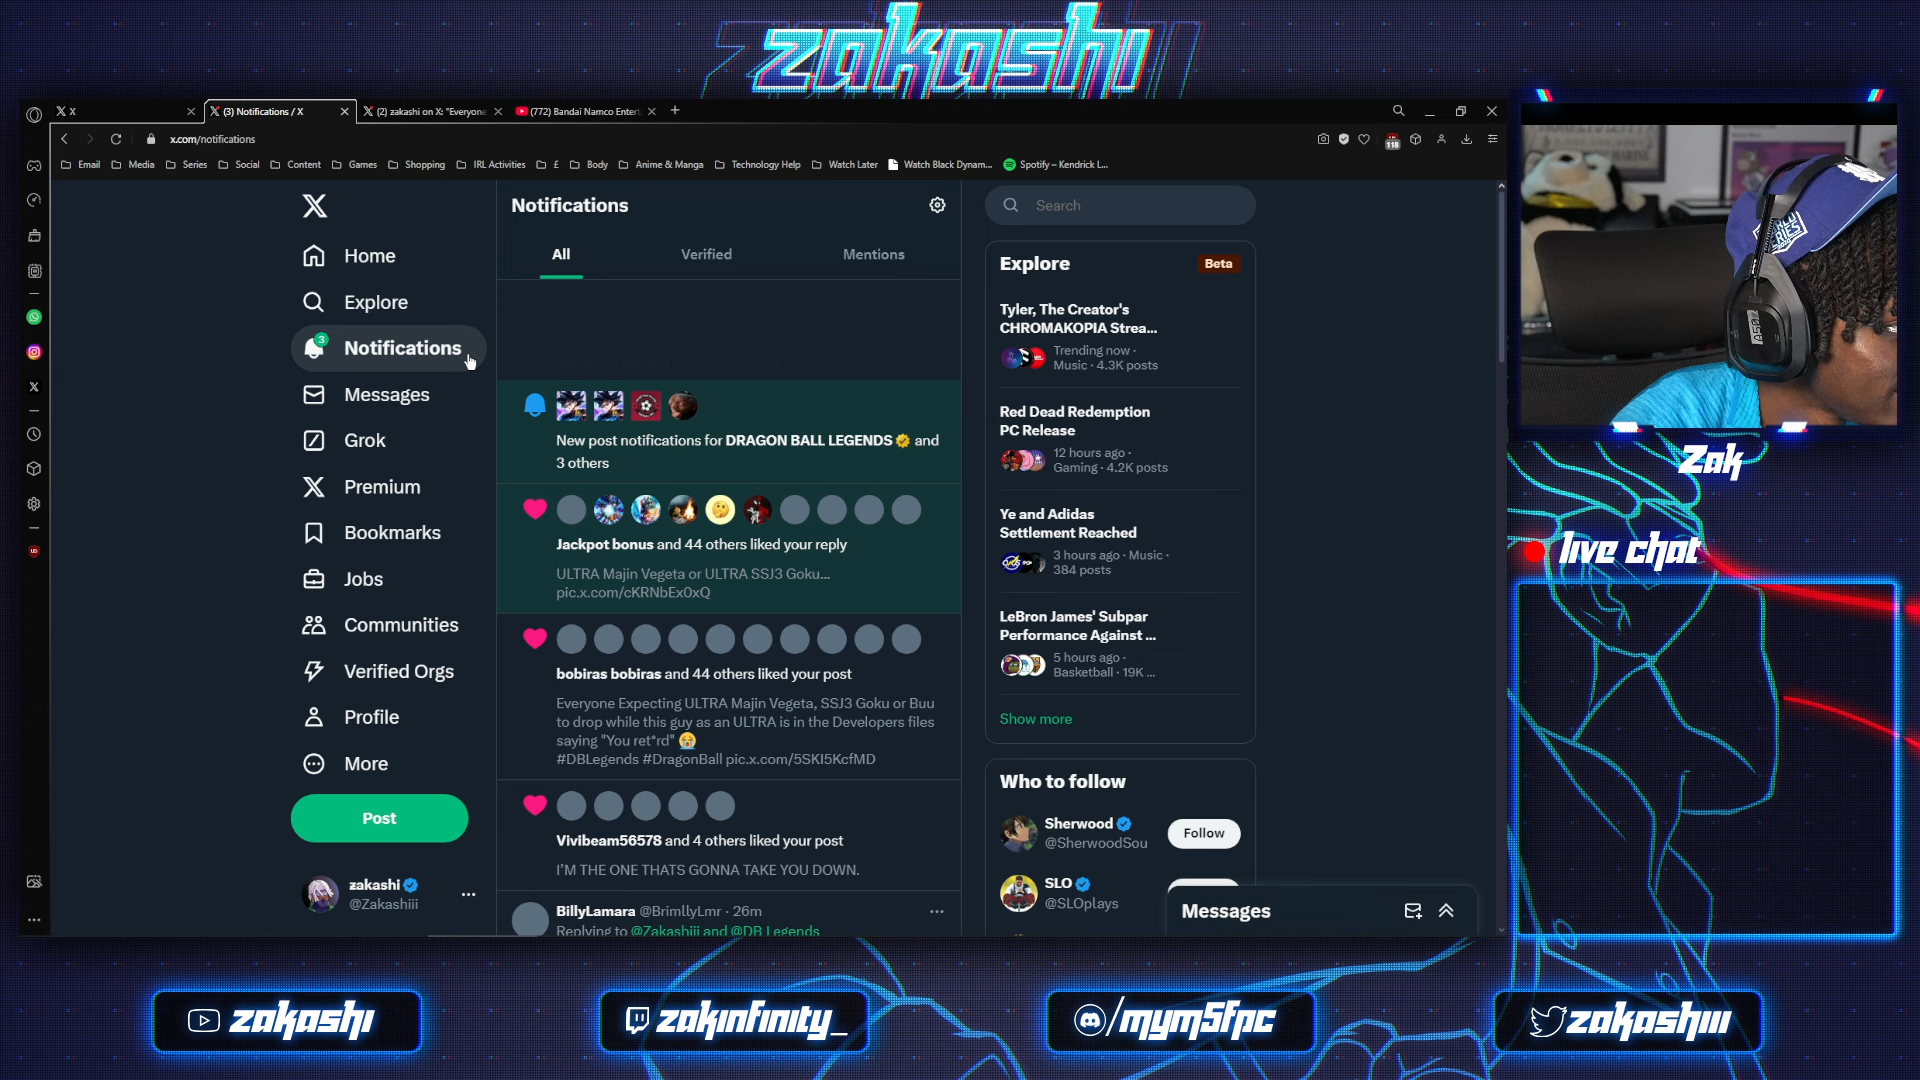 zakashi
X
(3) Notifications / X
(2) zakashi on X: "Everyone
(772) Bandai Namco Entert
x.com/notifications
118
Email
Media
Series
Social
Content
Games
Shopping
IRL Activities
£
Body
Anime & Manga
Technology Help
Watch Later
Watch Black Dynam...
Spotify – Kendrick L...
Home
Explore
3
Notifications
Messages
Grok
Premium
Bookmarks
Jobs
Communities
Verified Orgs
Profile
More
Post
zakashi
@Zakashiii
Notifications
All
Verified
Mentions
New post notifications for DRAGON BALL LEGENDS and
3 others
Jackpot bonus and 44 others liked your reply
ULTRA Majin Vegeta or ULTRA SSJ3 Goku...
pic.x.com/cKRNbEx0xQ
bobiras bobiras and 44 others liked your post
Everyone Expecting ULTRA Majin Vegeta, SSJ3 Goku or Buu
to drop while this guy as an ULTRA is in the Developers files
saying "You ret*rd" 😭
#DBLegends #DragonBall pic.x.com/5SKI5KcfMD
Vivibeam56578 and 4 others liked your post
I'M THE ONE THATS GONNA TAKE YOU DOWN.
BillyLamara @BrimllyLmr · 26m
Replying to @Zakashiii and @DB_Legends
Search
Explore
Beta
Tyler, The Creator's
CHROMAKOPIA Strea...
Trending now ·
Music · 4.3K posts
Red Dead Redemption
PC Release
12 hours ago ·
Gaming · 4.2K posts
Ye and Adidas
Settlement Reached
3 hours ago · Music ·
384 posts
LeBron James' Subpar
Performance Against ...
5 hours ago ·
Basketball · 19K ...
Show more
Who to follow
Sherwood
@SherwoodSou
Follow
SLO
@SLOplays
Messages
SERIES
A50
Zak
live chat
zakashi
zakinfinity_
/mym5fpc
zakashiii